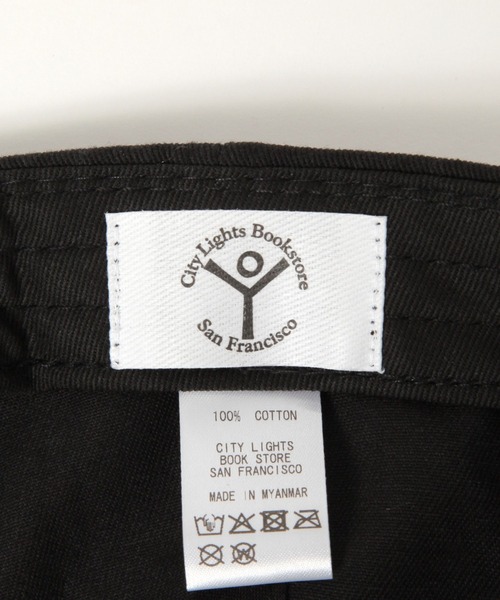 City Lights Bookstore
San Francisco
100% COTTON
CITY LIGHTS
BOOK STORE
SAN FRANCISCO
MADE IN MYANMAR